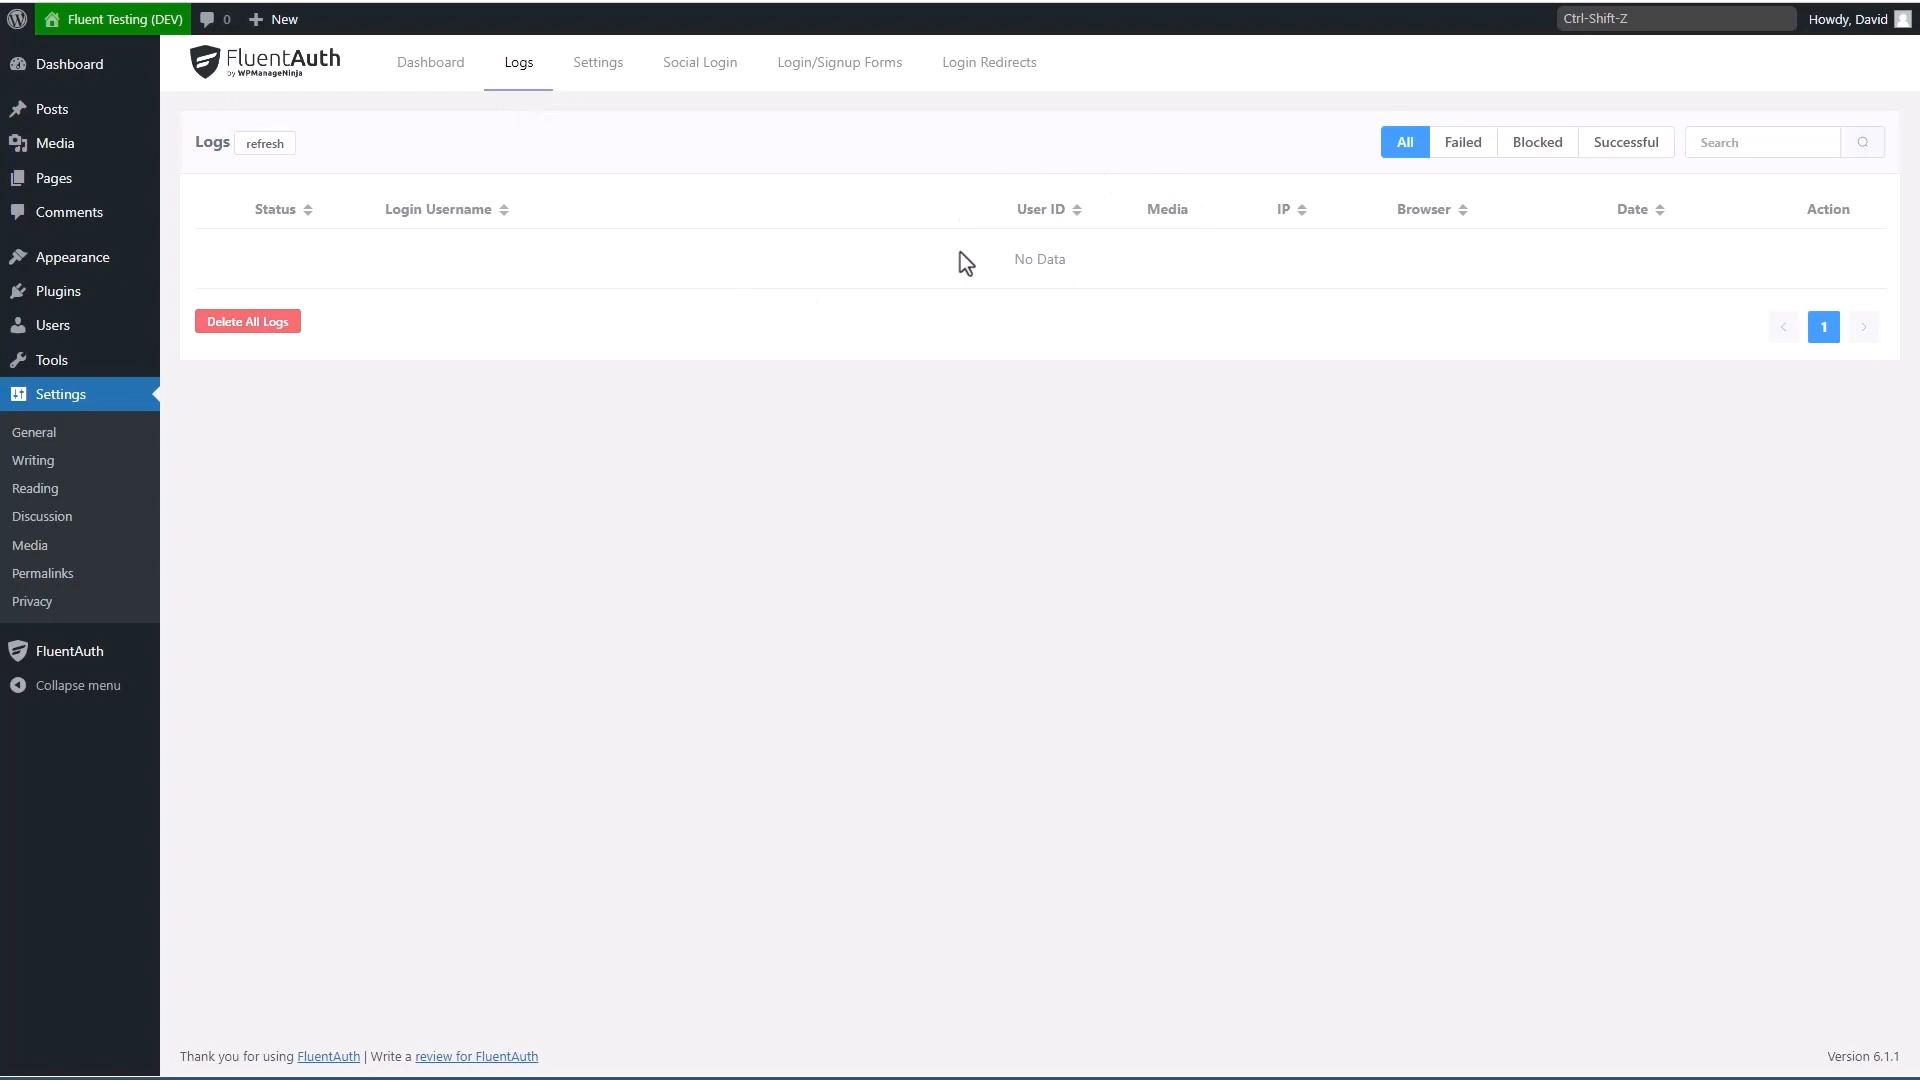 Fluent Testing (DEV) 0 New Ctrl-Shift-Z Howdy, David
Dashboard
Posts
Media
Pages
Comments
Appearance
Plugins
Users
Tools
Settings
General
Writing
Reading
Discussion
Media
Permalinks
Privacy
FluentAuth
Collapse menu
FluentAuth
by WPManageNinja
Dashboard Logs Settings Social Login Login/Signup Forms Login Redirects
Logs refresh All Failed Blocked Successful Search
Status Login Username User ID Media IP Browser Date Action
No Data
Delete All Logs 1
Thank you for using FluentAuth | Write a review for FluentAuth Version 6.1.1